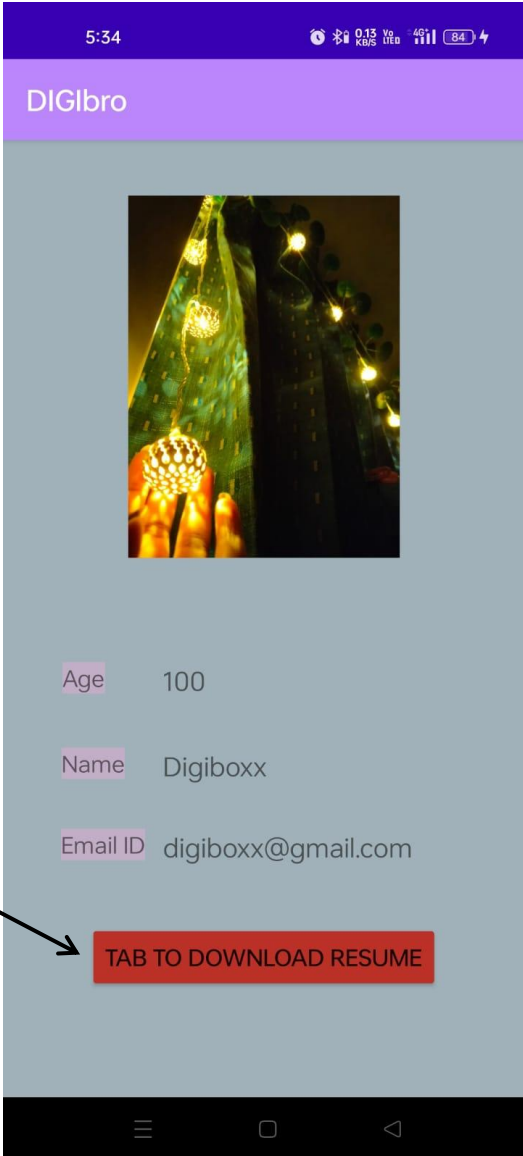 5:34
0.13 KB/S Vo LTE 4G 84
DIGIbro
Age 100
Name Digiboxx
Email ID digiboxx@gmail.com
TAB TO DOWNLOAD RESUME